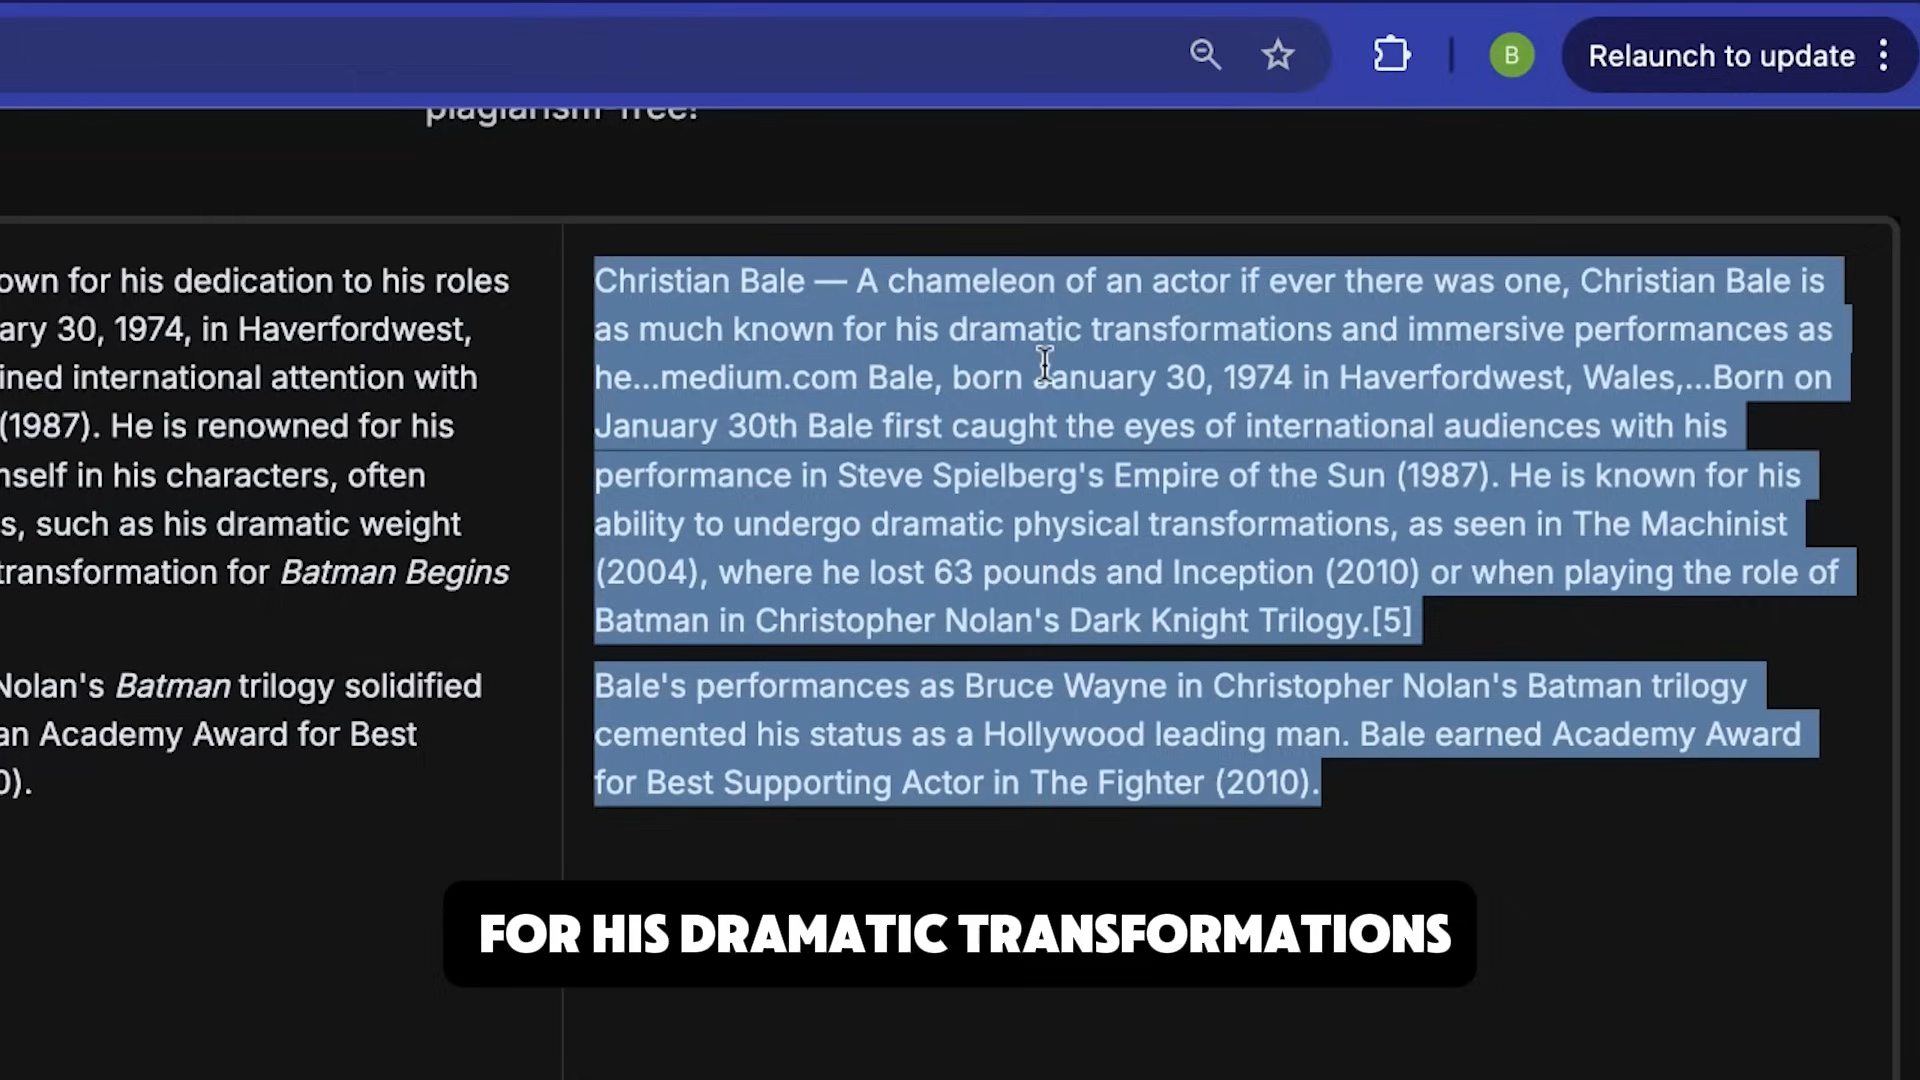 B
Relaunch to update
plagiarism-free!
own for his dedication to his roles
ary 30, 1974, in Haverfordwest,
ined international attention with
(1987). He is renowned for his
mself in his characters, often
s, such as his dramatic weight
transformation for Batman Begins
Nolan's Batman trilogy solidified
an Academy Award for Best
0).
Christian Bale — A chameleon of an actor if ever there was one, Christian Bale is
as much known for his dramatic transformations and immersive performances as
he...medium.com Bale, born January 30, 1974 in Haverfordwest, Wales,...Born on
January 30th Bale first caught the eyes of international audiences with his
performance in Steve Spielberg's Empire of the Sun (1987). He is known for his
ability to undergo dramatic physical transformations, as seen in The Machinist
(2004), where he lost 63 pounds and Inception (2010) or when playing the role of
Batman in Christopher Nolan's Dark Knight Trilogy.[5]
Bale's performances as Bruce Wayne in Christopher Nolan's Batman trilogy
cemented his status as a Hollywood leading man. Bale earned Academy Award
for Best Supporting Actor in The Fighter (2010).
FOR HIS DRAMATIC TRANSFORMATIONS